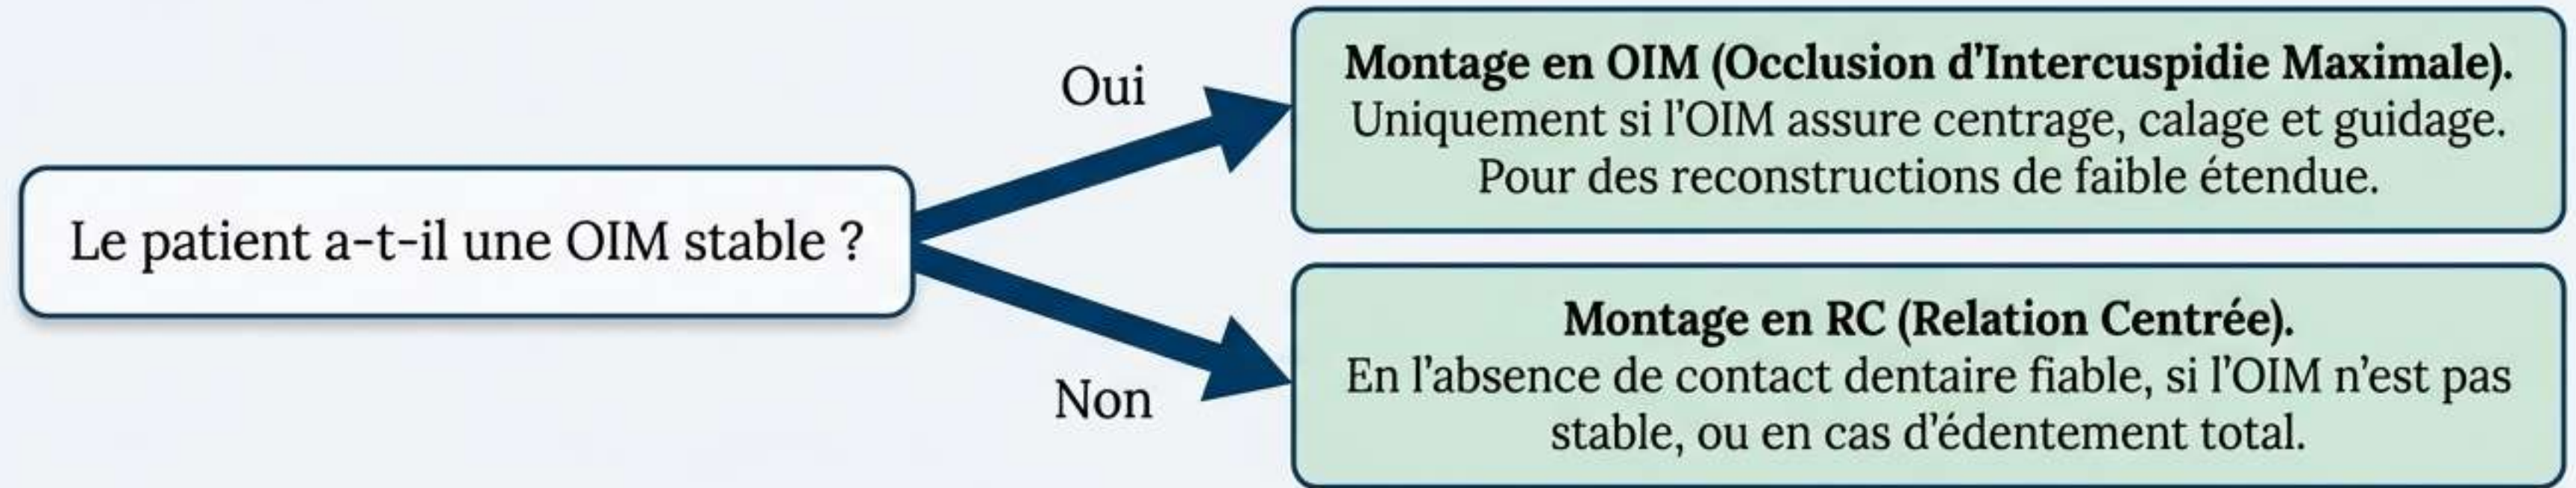 Le patient a-t-il une OIM stable ?
Oui
Montage en OIM (Occlusion d'Intercuspidie Maximale).
Uniquement si l'OIM assure centrage, calage et guidage.
Pour des reconstructions de faible étendue.
Non
Montage en RC (Relation Centrée).
En l'absence de contact dentaire fiable, si l'OIM n'est pas
stable, ou en cas d'édentement total.